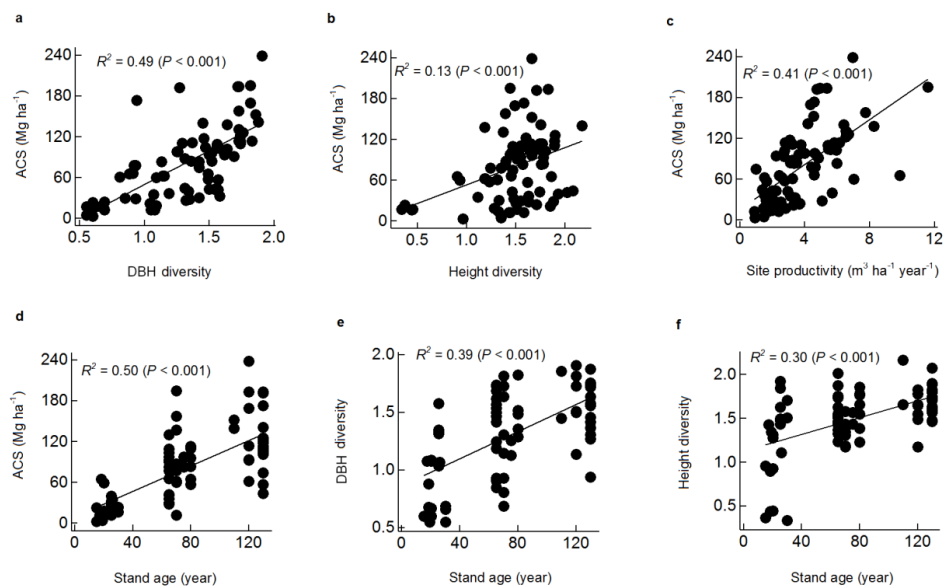 a
R² = 0.49 (P < 0.001)
240
180
120
60
0
ACS (Mg ha⁻¹)
0.5 1.0 1.5 2.0
DBH diversity
b
R² = 0.13 (P < 0.001)
240
180
120
60
0
ACS (Mg ha⁻¹)
0.5 1.0 1.5 2.0
Height diversity
c
R² = 0.41 (P < 0.001)
240
180
120
60
0
ACS (Mg ha⁻¹)
0 4 8 12
Site productivity (m³ ha⁻¹ year⁻¹)
d
R² = 0.50 (P < 0.001)
240
180
120
60
0
ACS (Mg ha⁻¹)
0 40 80 120
Stand age (year)
e
R² = 0.39 (P < 0.001)
2.0
1.5
1.0
0.5
DBH diversity
0 40 80 120
Stand age (year)
f
R² = 0.30 (P < 0.001)
2.0
1.5
1.0
0.5
Height diversity
0 40 80 120
Stand age (year)